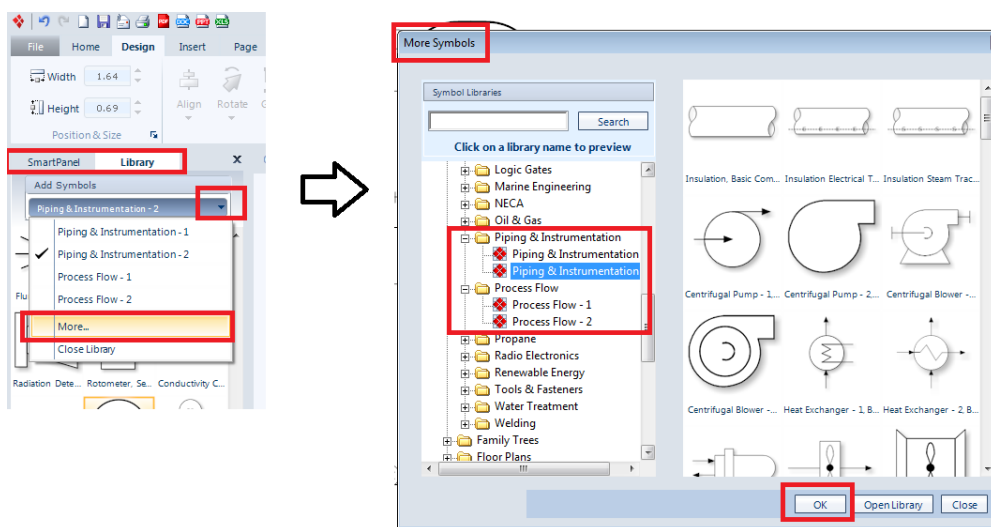 PDF DOC PPT XLS
File Home Design Insert Page
Width 1.64
Height 0.69
Align Rotate G
Position & Size
SmartPanel Library X
Add Symbols
Piping & Instrumentation - 2
Piping & Instrumentation - 1
Piping & Instrumentation - 2
Process Flow - 1
Process Flow - 2
More...
Close Library
Flu
Radiation Dete... Rotometer, Se... Conductivity C...
More Symbols
Symbol Libraries
Search
Click on a library name to preview
Logic Gates
Marine Engineering
NECA
Oil & Gas
Piping & Instrumentation
Piping & Instrumentation
Piping & Instrumentation
Process Flow
Process Flow - 1
Process Flow - 2
Propane
Radio Electronics
Renewable Energy
Tools & Fasteners
Water Treatment
Welding
Family Trees
Floor Plans
Insulation, Basic Com... Insulation Electrical T... Insulation Steam Trac...
Centrifugal Pump - 1,... Centrifugal Pump - 2,... Centrifugal Blower -...
Centrifugal Blower -... Heat Exchanger - 1, B... Heat Exchanger - 2, B...
OK Open Library Close